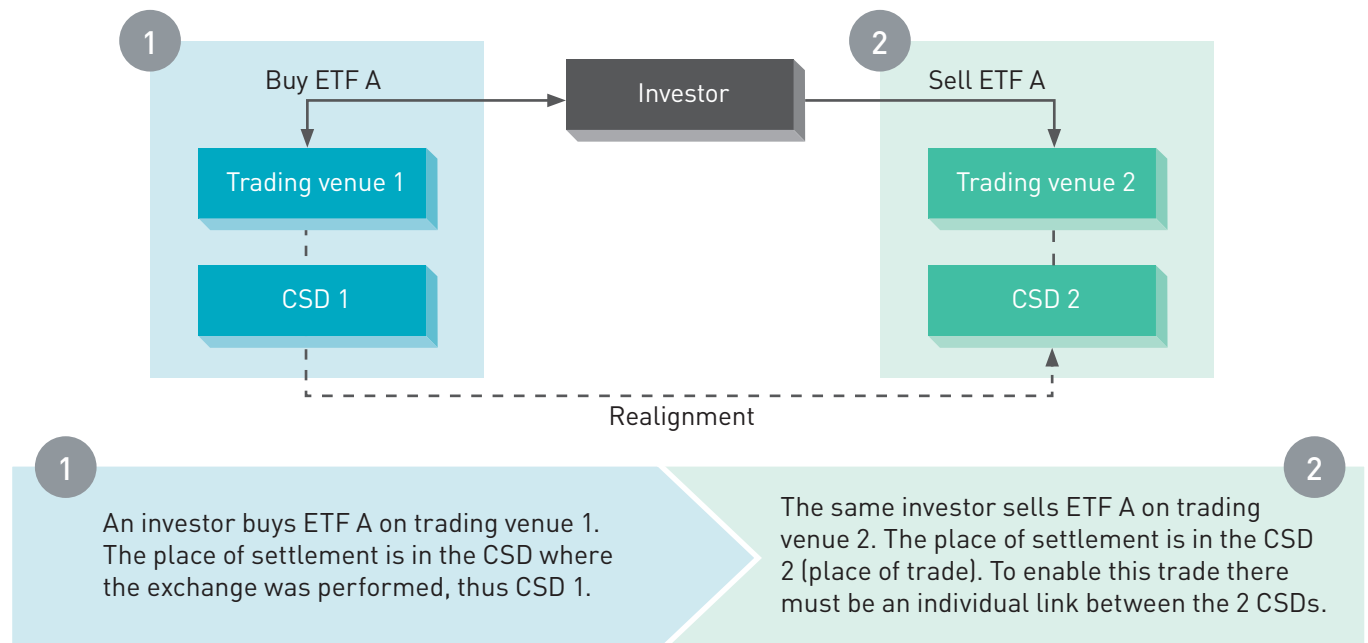 1
2
Buy ETF A
Investor
Sell ETF A
Trading venue 1
Trading venue 2
CSD 1
CSD 2
Realignment
1
2
An investor buys ETF A on trading venue 1.
The place of settlement is in the CSD where
the exchange was performed, thus CSD 1.
The same investor sells ETF A on trading
venue 2. The place of settlement is in the CSD
2 (place of trade). To enable this trade there
must be an individual link between the 2 CSDs.